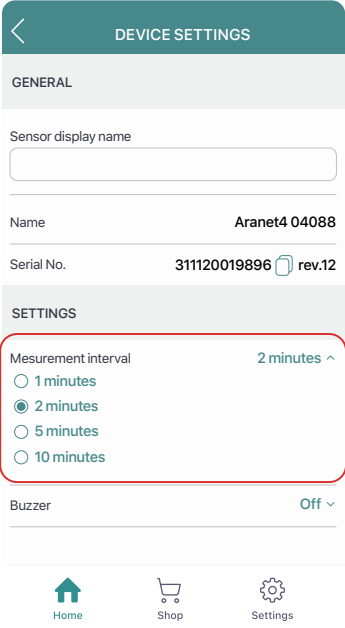 DEVICE SETTINGS
GENERAL
Sensor display name
Name Aranet4 04088
Serial No. 311120019896 rev.12
SETTINGS
Mesurement interval 2 minutes
1 minutes
2 minutes
5 minutes
10 minutes
Buzzer Off
Home Shop Settings